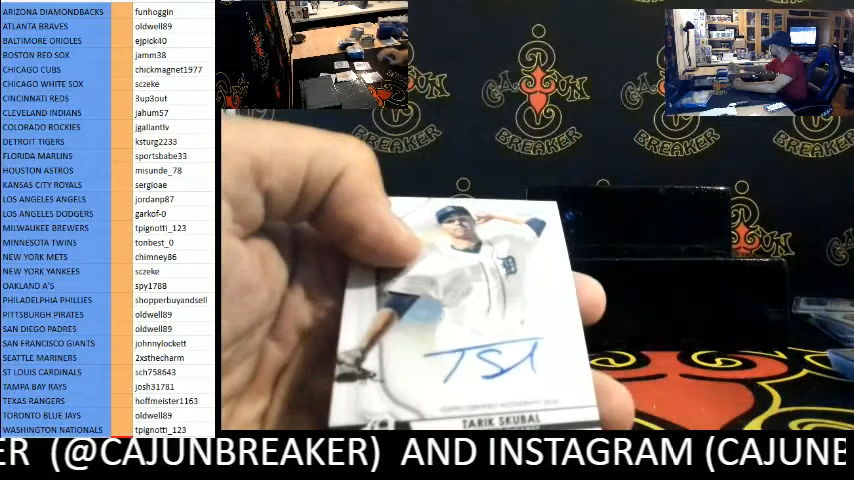 ARIZONA DIAMONDBACKS funhoggin
ATLANTA BRAVES oldwell89
BALTIMORE ORIOLES ejpick40
BOSTON RED SOX jamm38
CHICAGO CUBS chickmagnet1977
CHICAGO WHITE SOX sczeke
CINCINNATI REDS 3up3out
CLEVELAND INDIANS jahum57
COLORADO ROCKIES jgallantlv
DETROIT TIGERS ksturg2233
FLORIDA MARLINS sportsbabe33
HOUSTON ASTROS misunde_78
KANSAS CITY ROYALS sergioae
LOS ANGELES ANGELS jordanp87
LOS ANGELES DODGERS garkof-0
MILWAUKEE BREWERS tpignotti_123
MINNESOTA TWINS tonbest_0
NEW YORK METS chimney86
NEW YORK YANKEES sczeke
OAKLAND A'S spy1788
PHILADELPHIA PHILLIES shopperbuyandsell
PITTSBURGH PIRATES oldwell89
SAN DIEGO PADRES oldwell89
SAN FRANCISCO GIANTS johnnylockett
SEATTLE MARINERS 2xsthecharm
ST LOUIS CARDINALS sch758643
TAMPA BAY RAYS josh31781
TEXAS RANGERS hoffmeister1163
TORONTO BLUE JAYS oldwell89
WASHINGTON NATIONALS tpignotti_123
CAJUN
BREAKER
BREAKER
BREAKER
TARIK SKUBAL
ER (@CAJUNBREAKER) AND INSTAGRAM (CAJUNE